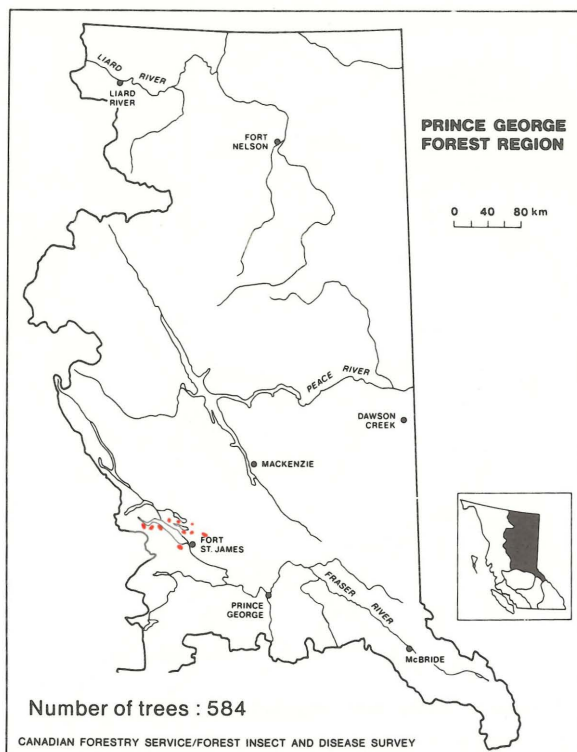 LIARD RIVER
LIARD
RIVER
FORT
NELSON
PRINCE GEORGE
FOREST REGION
0 40 80 km
PEACE RIVER
DAWSON
CREEK
MACKENZIE
FORT
ST. JAMES
FRASER RIVER
PRINCE
GEORGE
McBRIDE
Number of trees : 584
CANADIAN FORESTRY SERVICE/FOREST INSECT AND DISEASE SURVEY